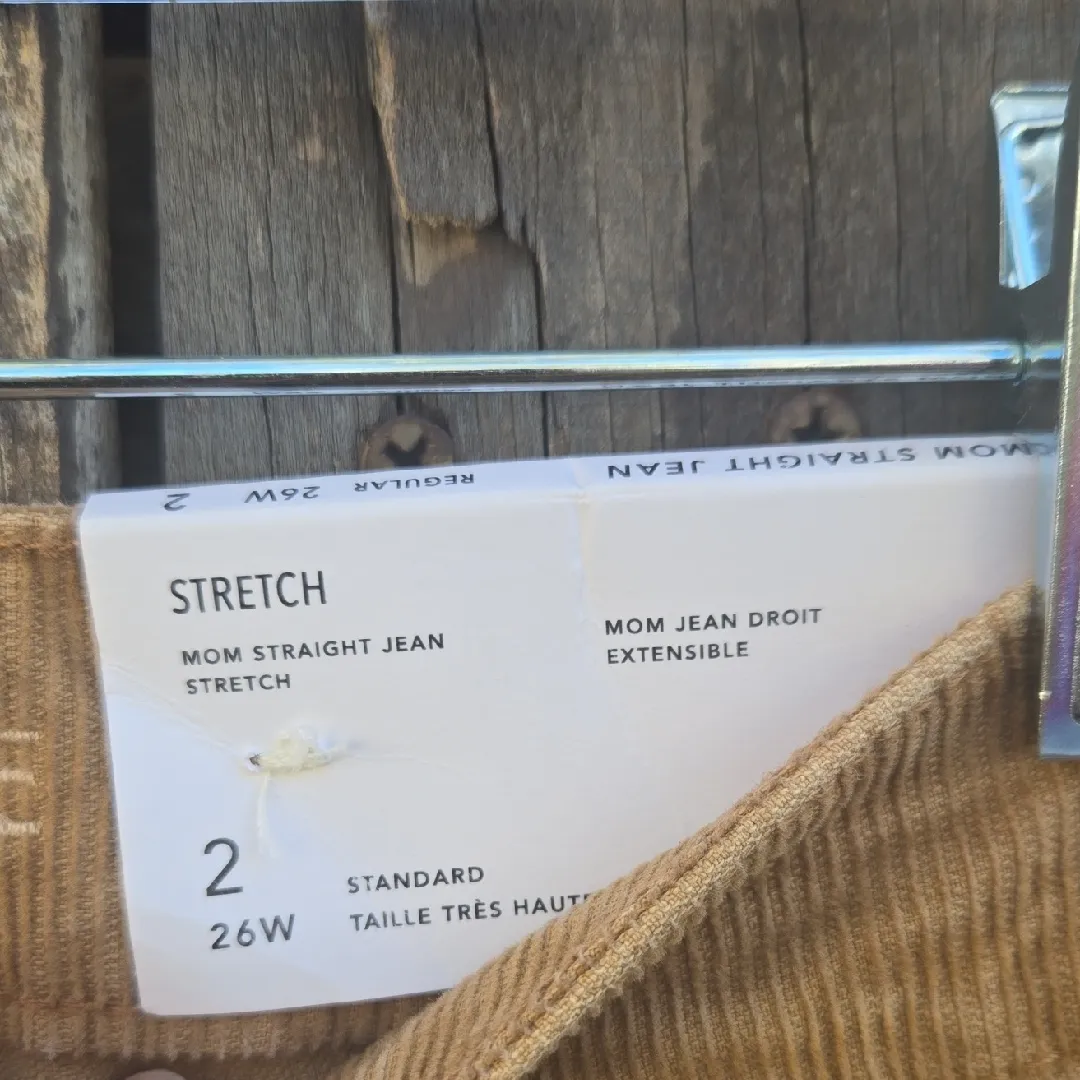 2 26W REGULAR MOM STRAIGHT JEAN
STRETCH
MOM STRAIGHT JEAN
STRETCH
MOM JEAN DROIT
EXTENSIBLE
2
26W
STANDARD
TAILLE TRÈS HAUTE